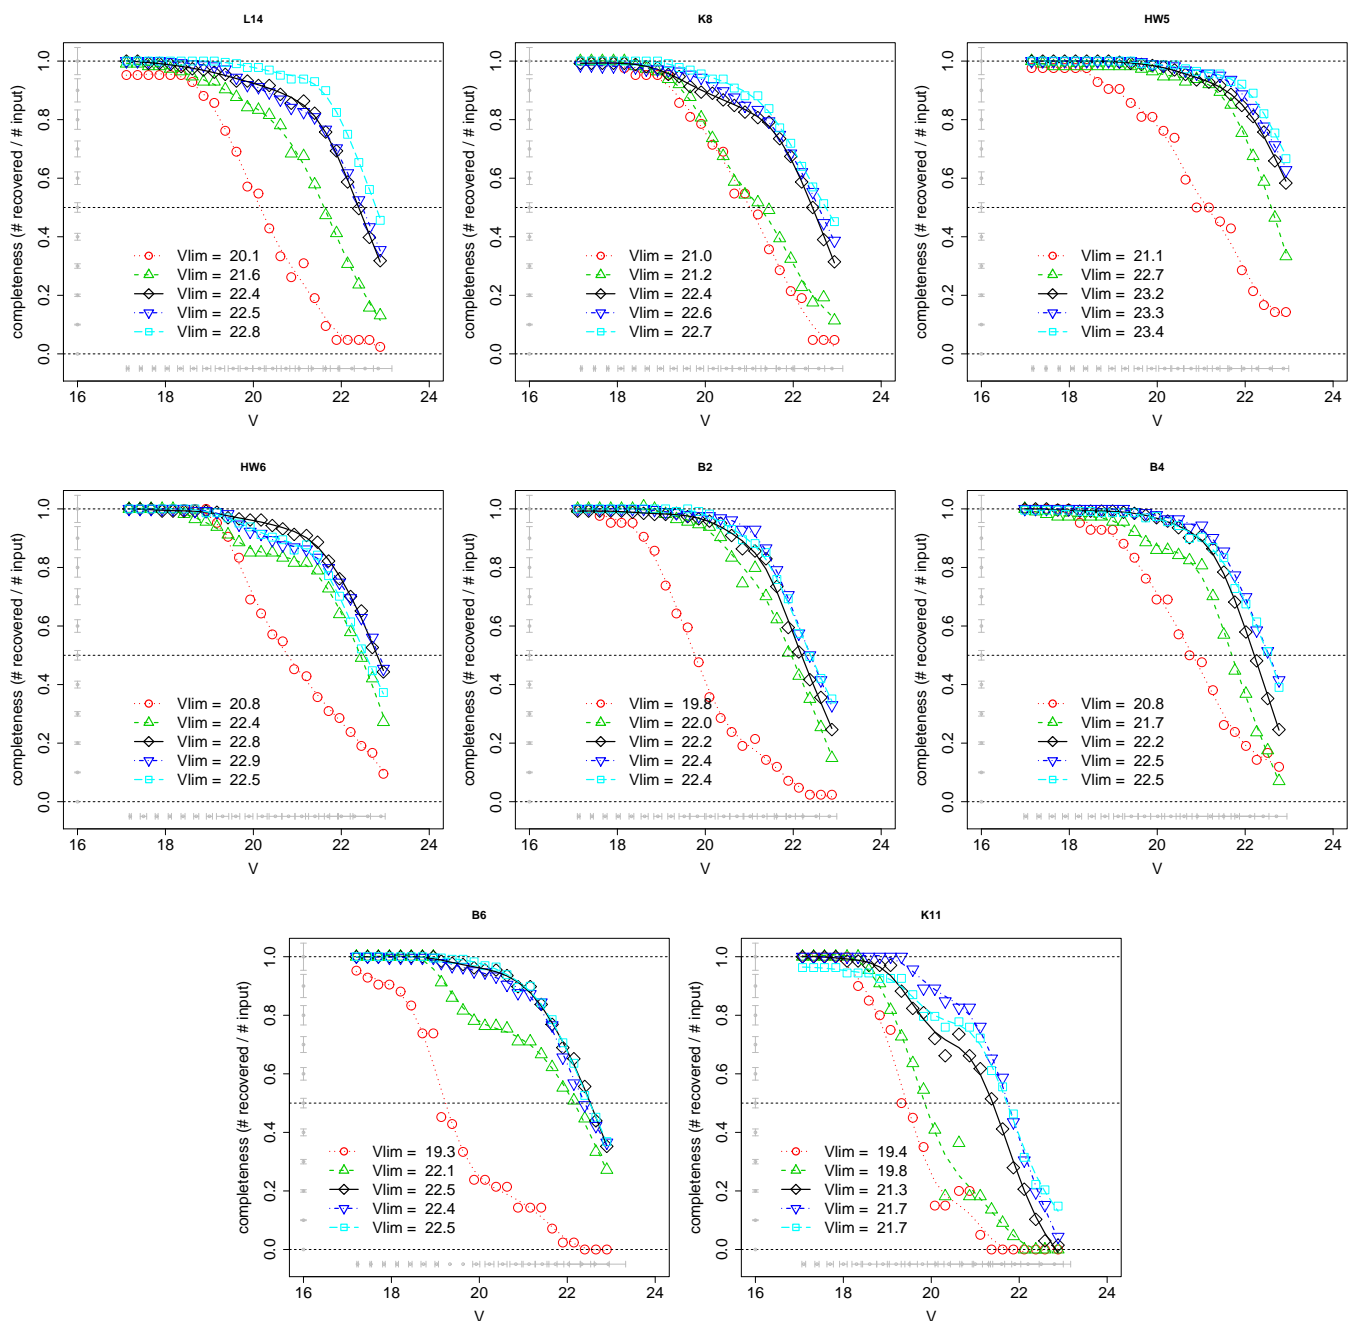 L14
completeness (# recovered / # input)
0.0 0.2 0.4 0.6 0.8 1.0
Vlim = 20.1
Vlim = 21.6
Vlim = 22.4
Vlim = 22.5
Vlim = 22.8
16 18 20 22 24
V
K8
completeness (# recovered / # input)
0.0 0.2 0.4 0.6 0.8 1.0
Vlim = 21.0
Vlim = 21.2
Vlim = 22.4
Vlim = 22.6
Vlim = 22.7
16 18 20 22 24
V
HW5
completeness (# recovered / # input)
0.0 0.2 0.4 0.6 0.8 1.0
Vlim = 21.1
Vlim = 22.7
Vlim = 23.2
Vlim = 23.3
Vlim = 23.4
16 18 20 22 24
V
HW6
completeness (# recovered / # input)
0.0 0.2 0.4 0.6 0.8 1.0
Vlim = 20.8
Vlim = 22.4
Vlim = 22.8
Vlim = 22.9
Vlim = 22.5
16 18 20 22 24
V
B2
completeness (# recovered / # input)
0.0 0.2 0.4 0.6 0.8 1.0
Vlim = 19.8
Vlim = 22.0
Vlim = 22.2
Vlim = 22.4
Vlim = 22.4
16 18 20 22 24
V
B4
completeness (# recovered / # input)
0.0 0.2 0.4 0.6 0.8 1.0
Vlim = 20.8
Vlim = 21.7
Vlim = 22.2
Vlim = 22.5
Vlim = 22.5
16 18 20 22 24
V
B6
completeness (# recovered / # input)
0.0 0.2 0.4 0.6 0.8 1.0
Vlim = 19.3
Vlim = 22.1
Vlim = 22.5
Vlim = 22.4
Vlim = 22.5
16 18 20 22 24
V
K11
completeness (# recovered / # input)
0.0 0.2 0.4 0.6 0.8 1.0
Vlim = 19.4
Vlim = 19.8
Vlim = 21.3
Vlim = 21.7
Vlim = 21.7
16 18 20 22 24
V